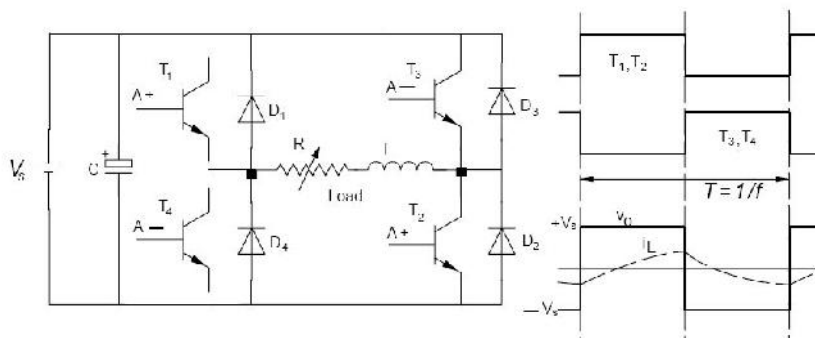 T1
A+
D1
T3
A—
D3
R
Load
Vs
+
C
T4
A—
D4
T2
A+
D2
T1,T2
T3,T4
T = 1/f
+Vs
vo
iL
—Vs